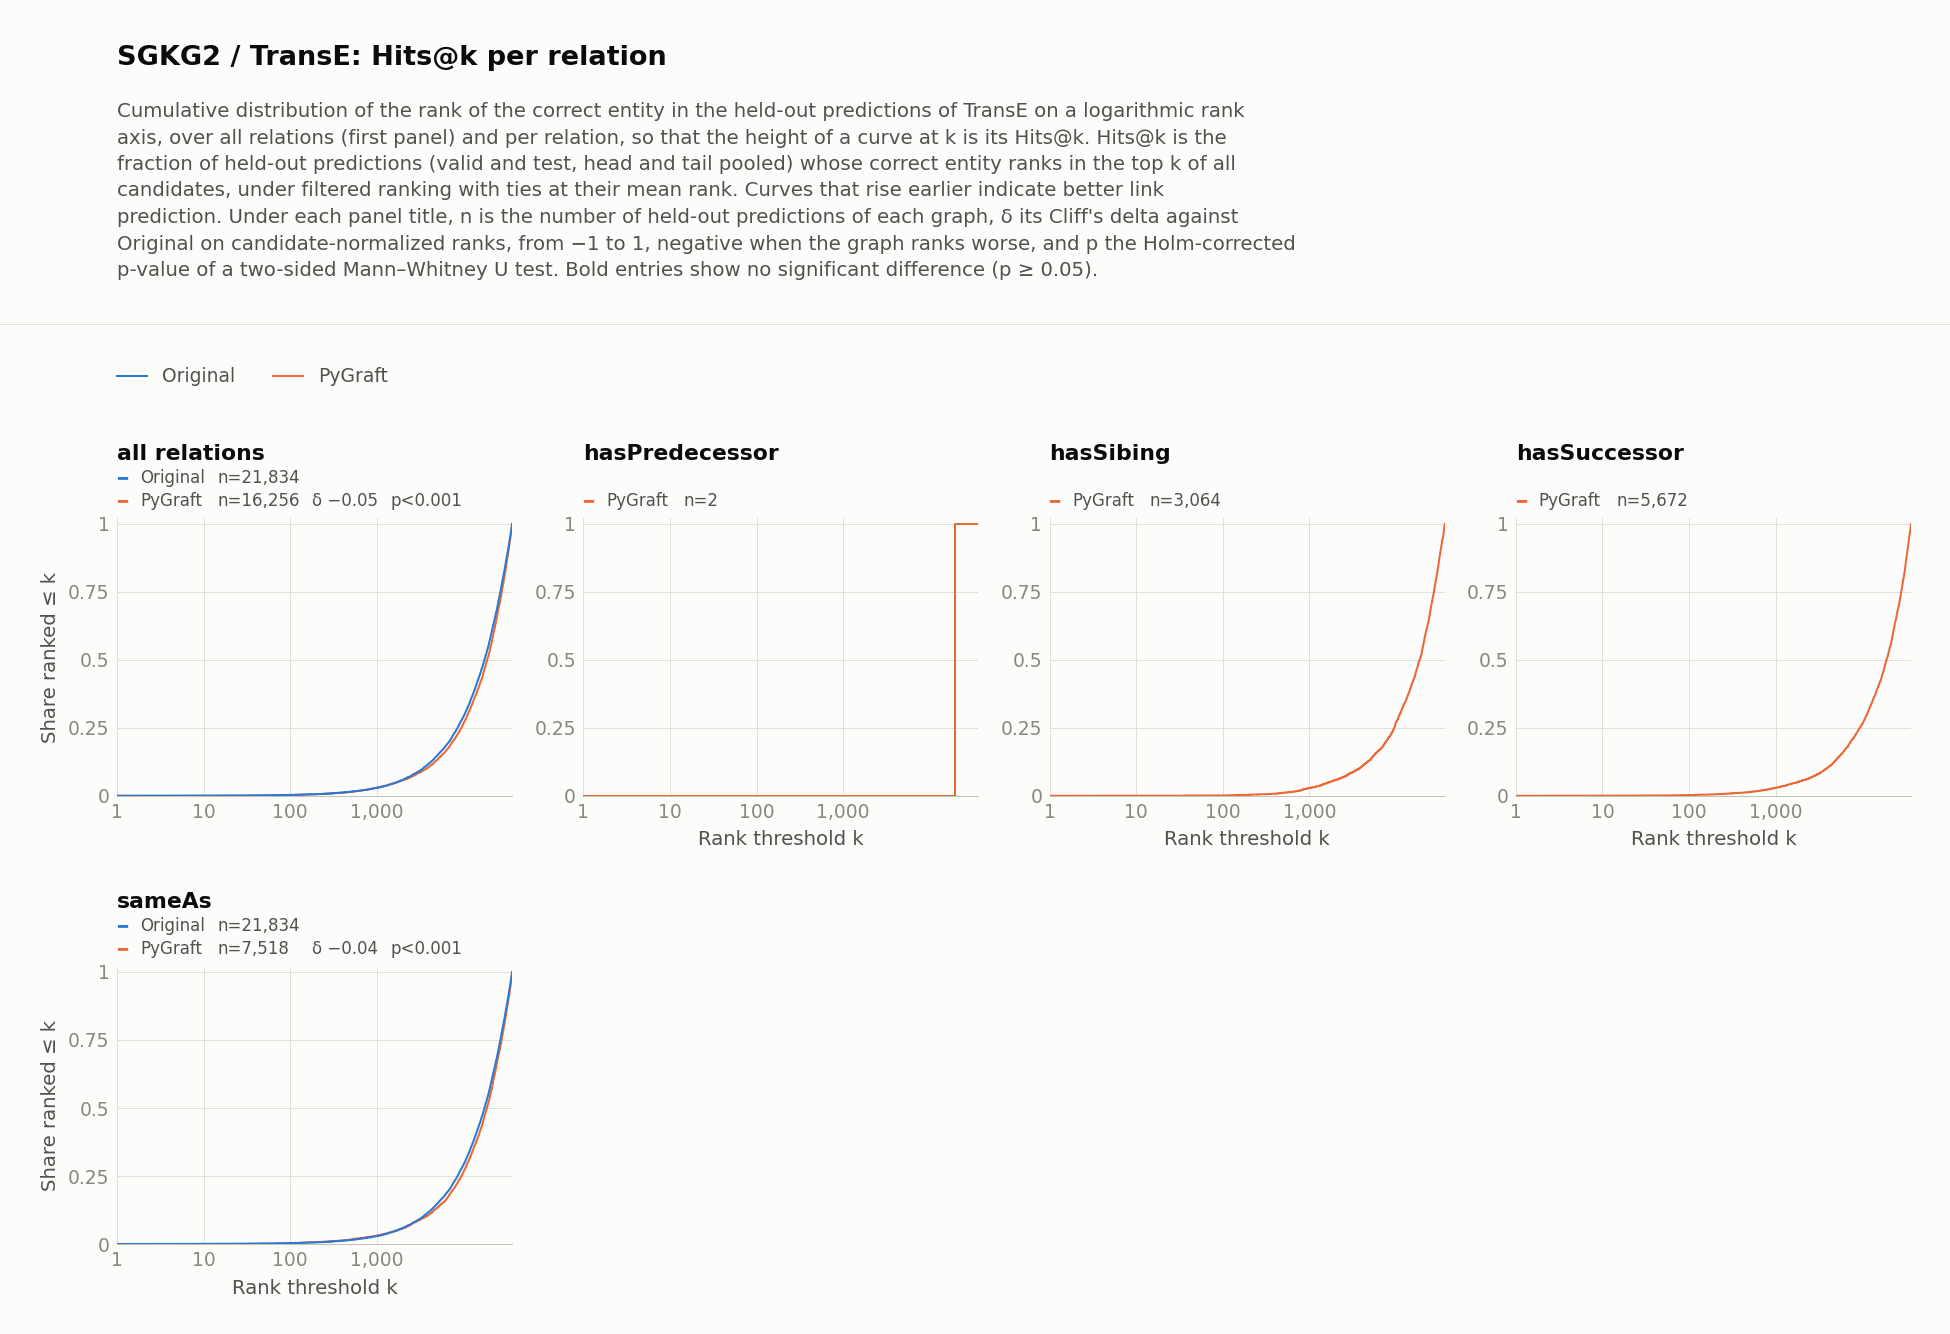 SGKG2 / TransE: Hits@k per relation
Cumulative distribution of the rank of the correct entity in the held-out predictions of TransE on a logarithmic rank
axis, over all relations (first panel) and per relation, so that the height of a curve at k is its Hits@k. Hits@k is the
fraction of held-out predictions (valid and test, head and tail pooled) whose correct entity ranks in the top k of all
candidates, under filtered ranking with ties at their mean rank. Curves that rise earlier indicate better link
prediction. Under each panel title, n is the number of held-out predictions of each graph, δ its Cliff's delta against
Original on candidate-normalized ranks, from −1 to 1, negative when the graph ranks worse, and p the Holm-corrected
p-value of a two-sided Mann–Whitney U test. Bold entries show no significant difference (p ≥ 0.05).
Original
PyGraft
all relations
Original n=21,834
PyGraft n=16,256 δ −0.05 p<0.001
Share ranked ≤ k
1
0.75
0.5
0.25
0
1 10 100 1,000
hasPredecessor
PyGraft n=2
1
0.75
0.5
0.25
0
1 10 100 1,000
Rank threshold k
hasSibing
PyGraft n=3,064
1
0.75
0.5
0.25
0
1 10 100 1,000
Rank threshold k
hasSuccessor
PyGraft n=5,672
1
0.75
0.5
0.25
0
1 10 100 1,000
Rank threshold k
sameAs
Original n=21,834
PyGraft n=7,518 δ −0.04 p<0.001
Share ranked ≤ k
1
0.75
0.5
0.25
0
1 10 100 1,000
Rank threshold k